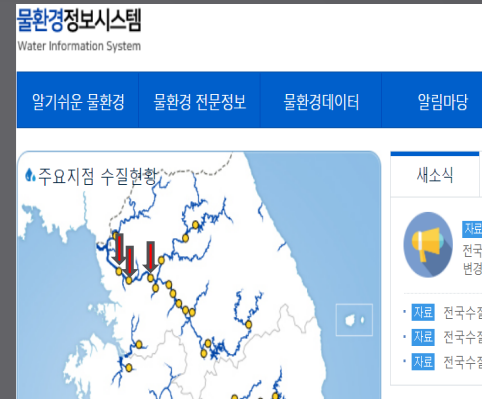 물환경정보시스템
Water Information System
알기쉬운 물환경 물환경 전문정보 물환경데이터 알림마당
주요지점 수질현황
새소식
자료
전국
변경
자료 전국수질
자료 전국수질
자료 전국수질